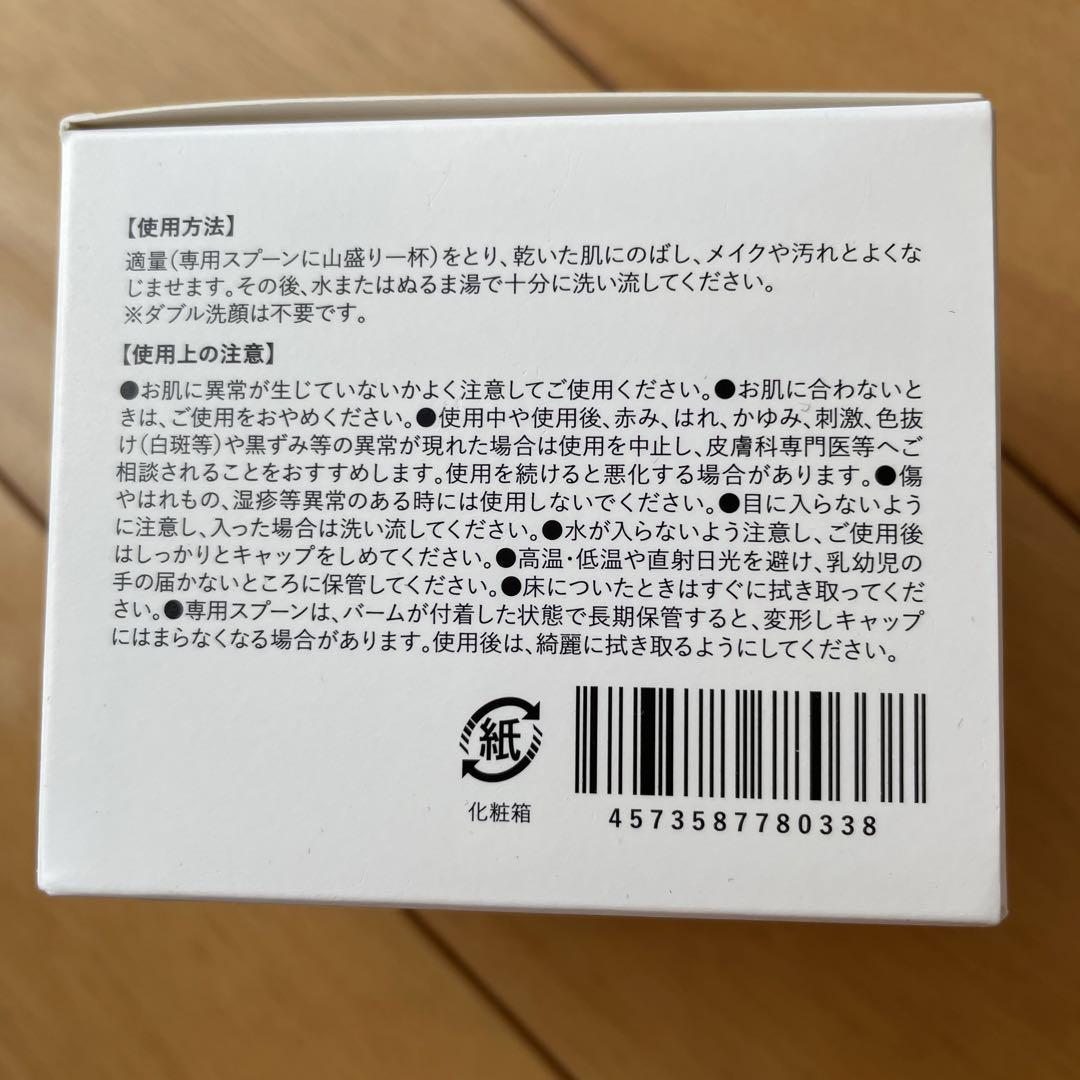 【使用方法】
適量(専用スプーンに山盛り一杯)をとり、乾いた肌にのばし、メイクや汚れとよくな
じませます。その後、水またはぬるま湯で十分に洗い流してください。
※ダブル洗顔は不要です。
【使用上の注意】
●お肌に異常が生じていないかよく注意してご使用ください。●お肌に合わないと
きは、ご使用をおやめください。●使用中や使用後、赤み、はれ、かゆみ、刺激、色抜
け(白斑等)や黒ずみ等の異常が現れた場合は使用を中止し、皮膚科専門医等へご
相談されることをおすすめします。使用を続けると悪化する場合があります。●傷
やはれもの、湿疹等異常のある時には使用しないでください。●目に入らないよう
に注意し、入った場合は洗い流してください。●水が入らないよう注意し、ご使用後
はしっかりとキャップをしめてください。●高温・低温や直射日光を避け、乳幼児の
手の届かないところに保管してください。●床についたときはすぐに拭き取ってくだ
さい。●専用スプーンは、バームが付着した状態で長期保管すると、変形しキャップ
にはまらなくなる場合があります。使用後は、綺麗に拭き取るようにしてください。
紙
化粧箱
4573587780338